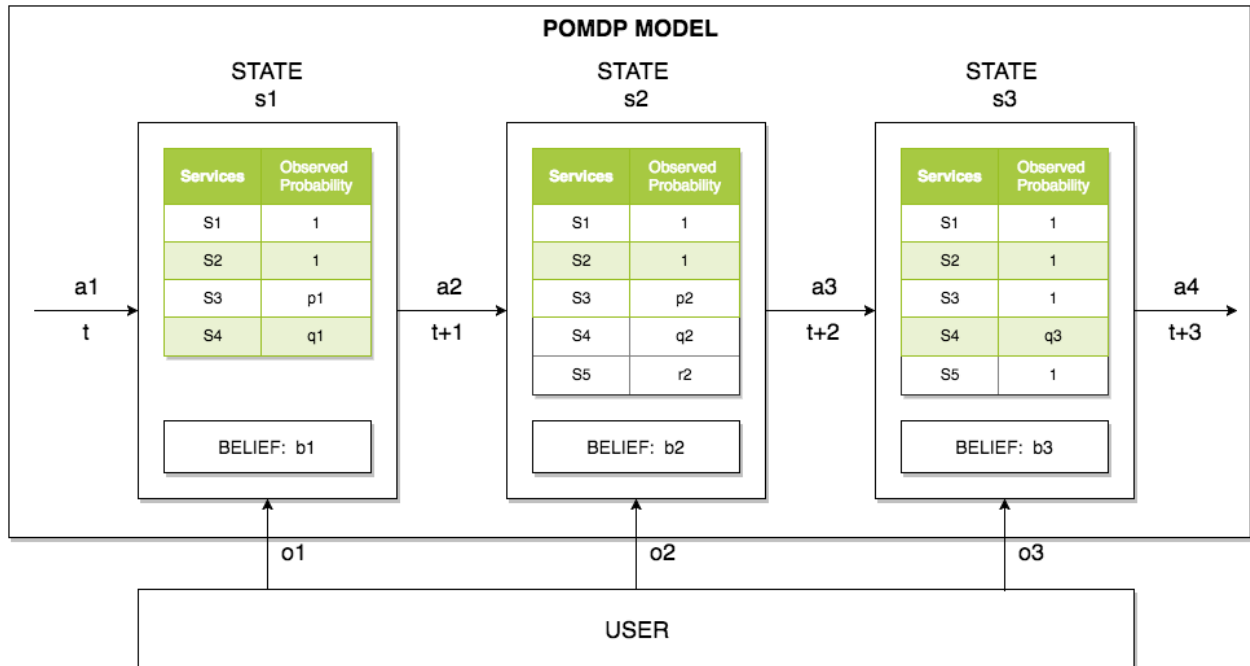 POMDP MODEL
STATE
s1
STATE
s2
STATE
s3
a1
t
Services Observed
Probability
S1 1
S2 1
S3 p1
S4 q1
BELIEF: b1
a2
t+1
Services Observed
Probability
S1 1
S2 1
S3 p2
S4 q2
S5 r2
BELIEF: b2
a3
t+2
Services Observed
Probability
S1 1
S2 1
S3 1
S4 q3
S5 1
BELIEF: b3
a4
t+3
o1
o2
o3
USER